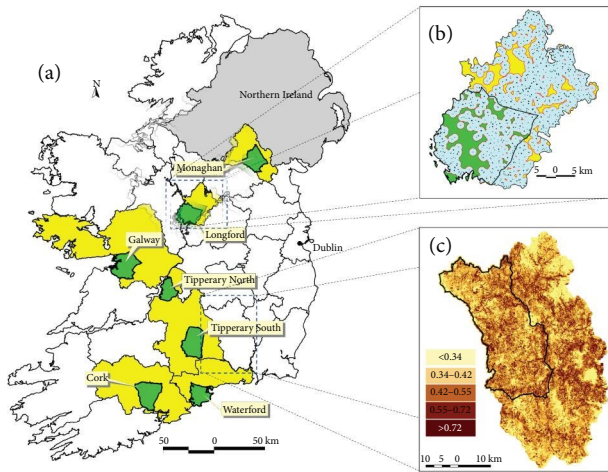 (a)
N
Northern Ireland
Monaghan
Longford
Galway
Dublin
Tipperary North
Tipperary South
Cork
Waterford
50 0 50 km
(b)
5 0 5 km
(c)
<0.34
0.34–0.42
0.42–0.55
0.55–0.72
>0.72
10 5 0 10 km